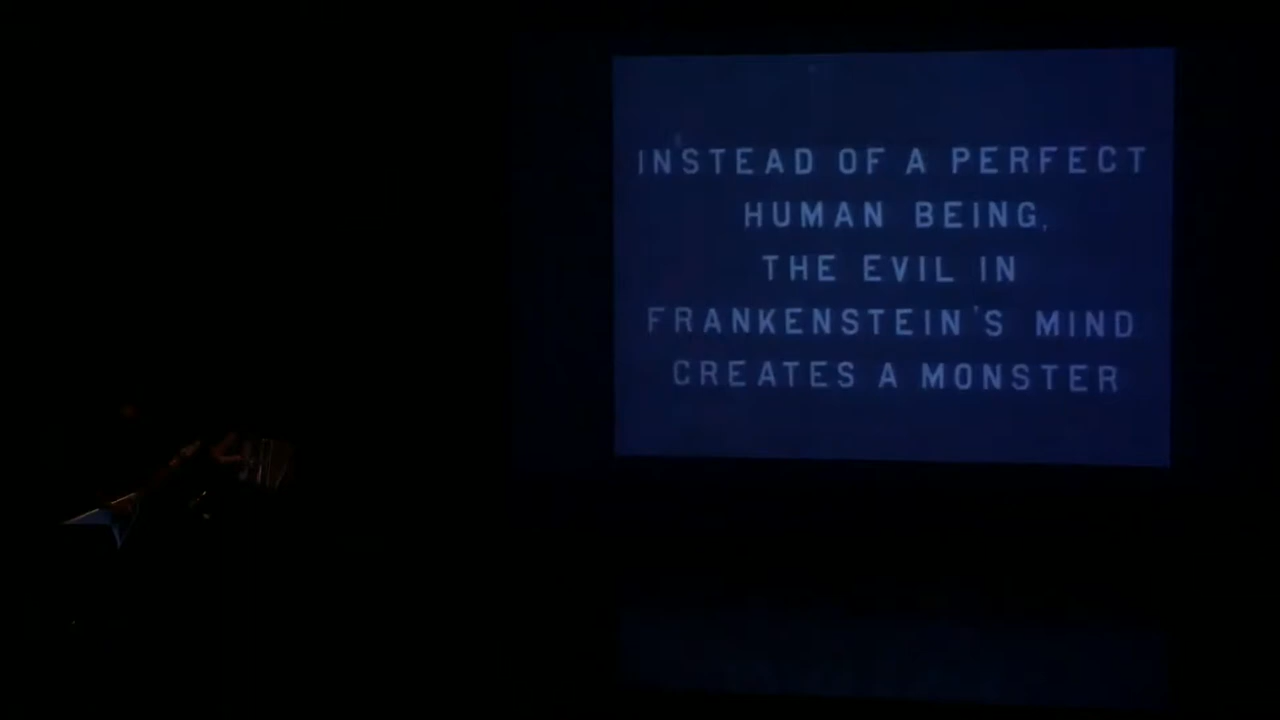 INSTEAD OF A PERFECT
HUMAN BEING,
THE EVIL IN
FRANKENSTEIN'S MIND
CREATES A MONSTER